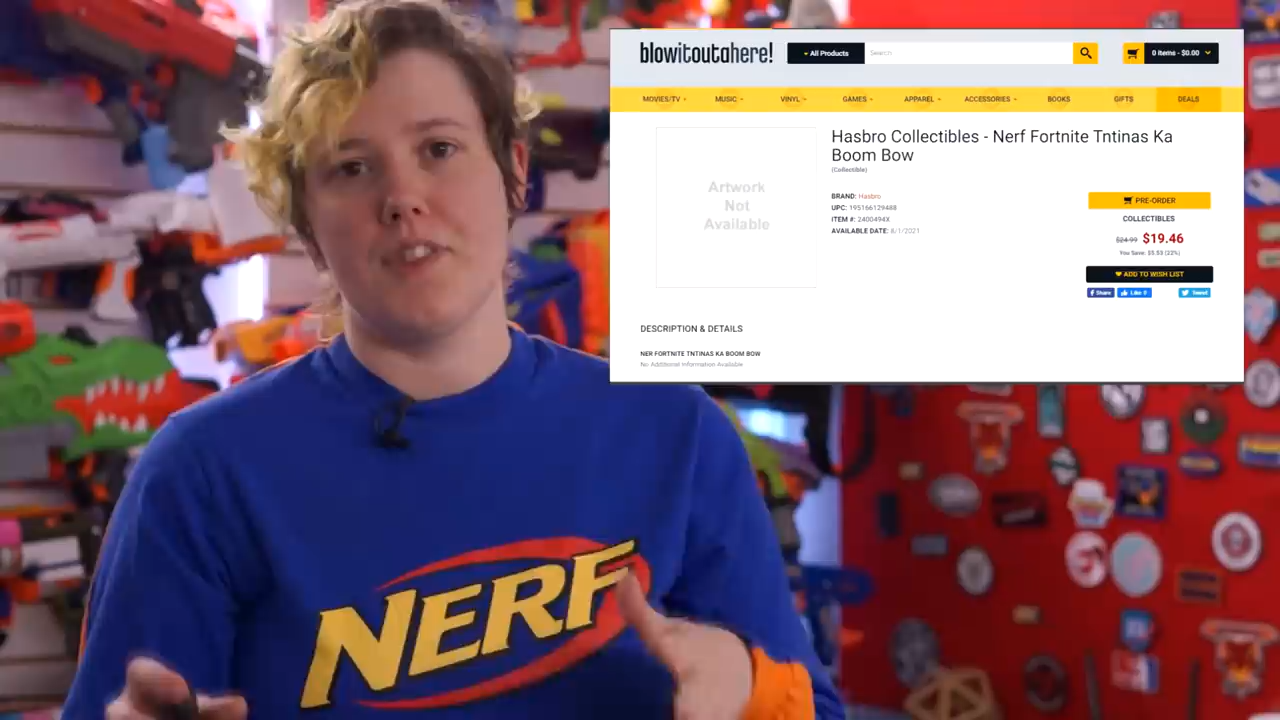 blowitoutahere!
All Products
Search
0 Items - $0.00
MOVIES/TV
MUSIC
VINYL
GAMES
APPAREL
ACCESSORIES
BOOKS
GIFTS
DEALS
Hasbro Collectibles - Nerf Fortnite Tntinas Ka
Boom Bow
(Collectible)
Artwork
Not
Available
BRAND: Hasbro
UPC: 195166129488
ITEM #: 2400494X
AVAILABLE DATE: 8/1/2021
PRE-ORDER
COLLECTIBLES
$24.99 $19.46
You Save: $5.53 (22%)
ADD TO WISH LIST
Share
Like 0
Tweet
DESCRIPTION & DETAILS
NER FORTNITE TNTINAS KA BOOM BOW
No Additional Information Available
NERF